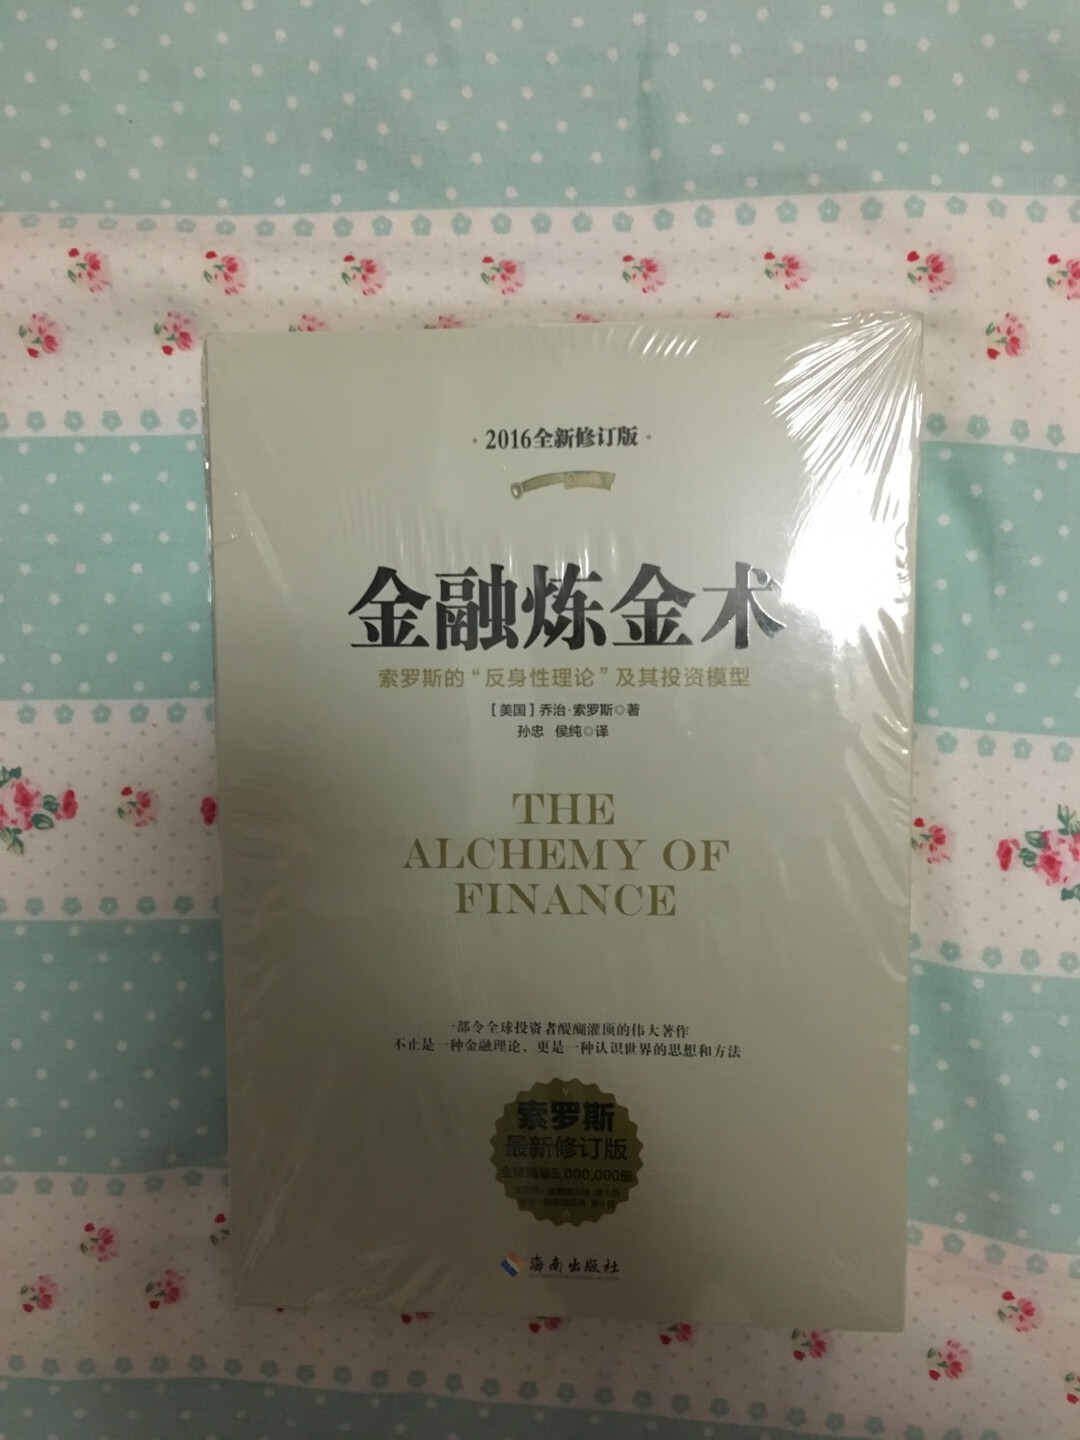 ·2016全新修订版·
金融炼金术
索罗斯的“反身性理论”及其投资模型
[美国]乔治·索罗斯◎著
孙忠 侯纯◎译
THE
ALCHEMY OF
FINANCE
一部令全球投资者醍醐灌顶的伟大著作
不止是一种金融理论，更是一种认识世界的思想和方法
索罗斯
最新修订版
全球销量5,000,000册
海南出版社